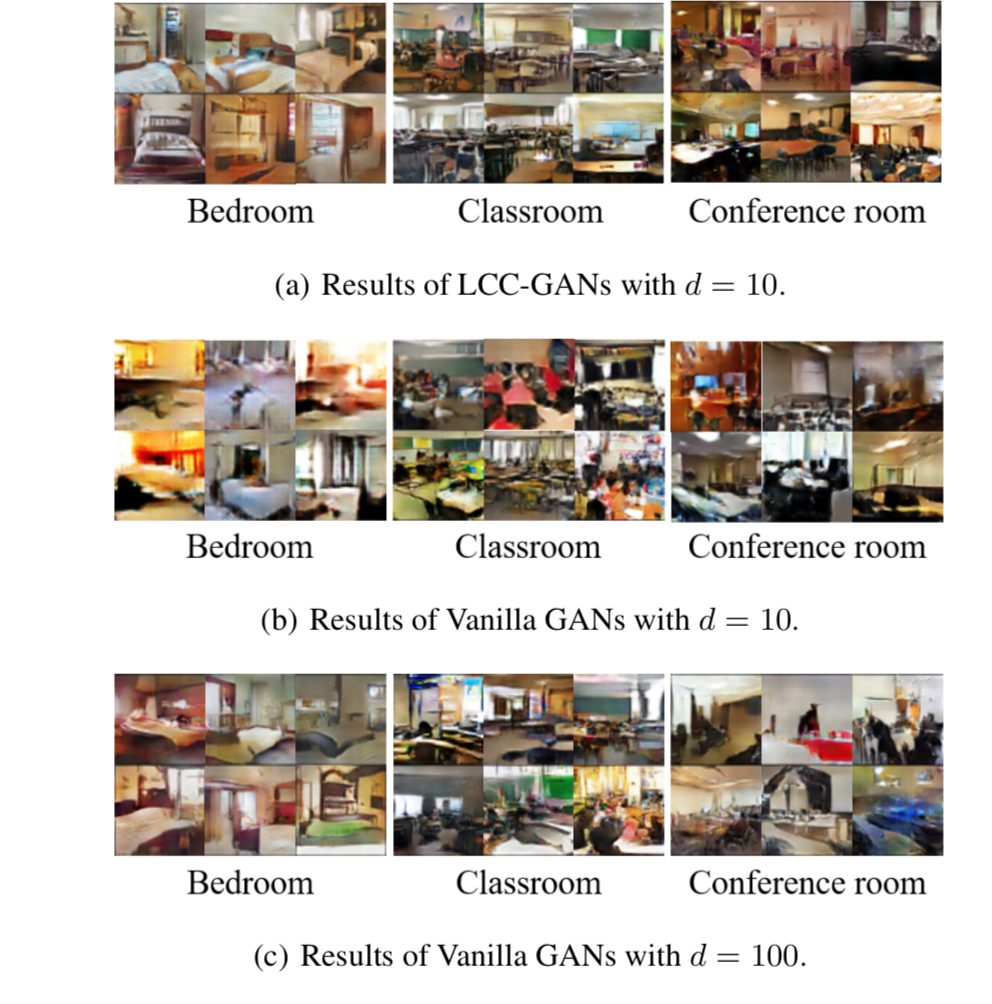 Bedroom Classroom Conference room
(a) Results of LCC-GANs with d = 10.
Bedroom Classroom Conference room
(b) Results of Vanilla GANs with d = 10.
Bedroom Classroom Conference room
(c) Results of Vanilla GANs with d = 100.